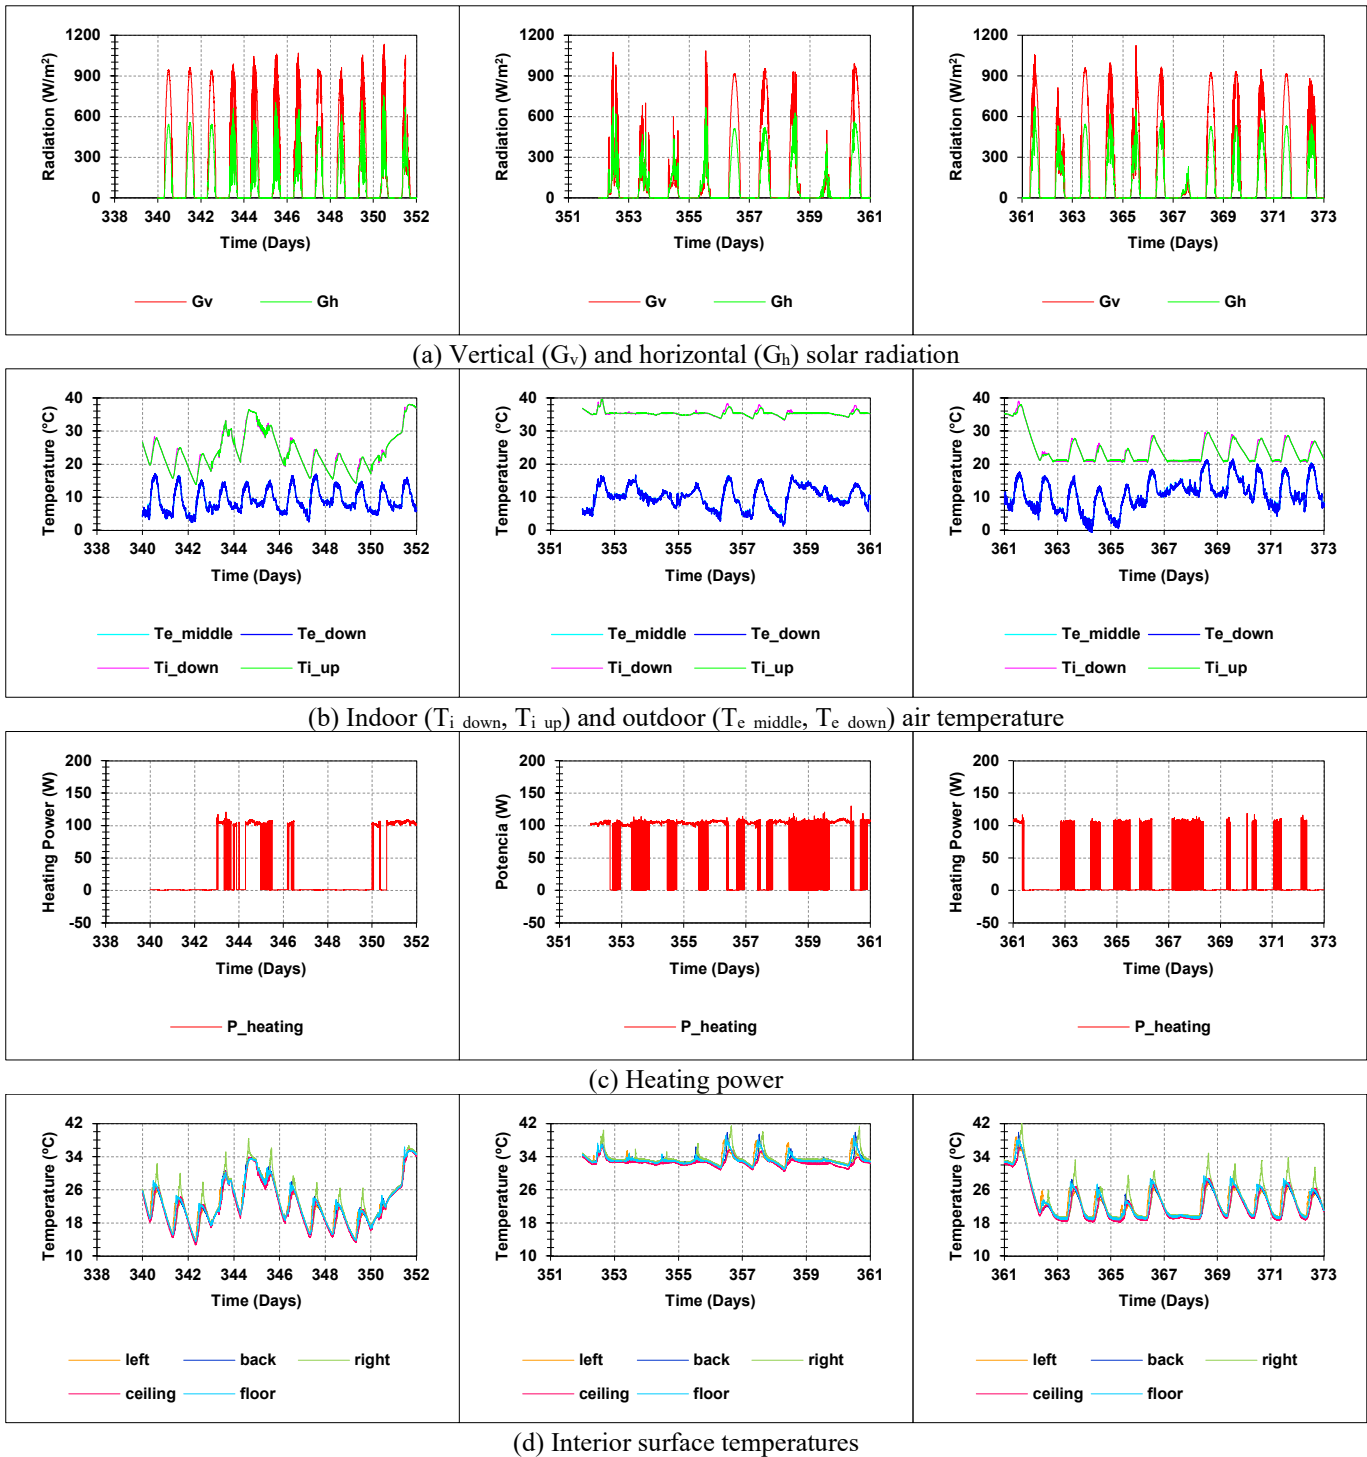 Radiation (W/m²)
1200
900
600
300
0
338 340 342 344 346 348 350 352
Time (Days)
Gv Gh
Radiation (W/m²)
1200
900
600
300
0
351 353 355 357 359 361
Time (Days)
Gv Gh
Radiation (W/m²)
1200
900
600
300
0
361 363 365 367 369 371 373
Time (Days)
Gv Gh
(a) Vertical (Gv) and horizontal (Gh) solar radiation
Temperature (°C)
40
30
20
10
0
338 340 342 344 346 348 350 352
Time (Days)
Te_middle Te_down
Ti_down Ti_up
Temperature (°C)
40
30
20
10
0
351 353 355 357 359 361
Time (Days)
Te_middle Te_down
Ti_down Ti_up
Temperature (°C)
40
30
20
10
0
361 363 365 367 369 371 373
Time (Days)
Te_middle Te_down
Ti_down Ti_up
(b) Indoor (Ti_down, Ti_up) and outdoor (Te_middle, Te_down) air temperature
Heating Power (W)
200
150
100
50
0
-50
338 340 342 344 346 348 350 352
Time (Days)
P_heating
Potencia (W)
200
150
100
50
0
-50
351 353 355 357 359 361
Time (Days)
P_heating
Heating Power (W)
200
150
100
50
0
-50
361 363 365 367 369 371 373
Time (Days)
P_heating
(c) Heating power
Temperature (°C)
42
34
26
18
10
338 340 342 344 346 348 350 352
Time (Days)
left back right
ceiling floor
Temperature (°C)
42
34
26
18
10
351 353 355 357 359 361
Time (Days)
left back right
ceiling floor
Temperature (°C)
42
34
26
18
10
361 363 365 367 369 371 373
Time (Days)
left back right
ceiling floor
(d) Interior surface temperatures